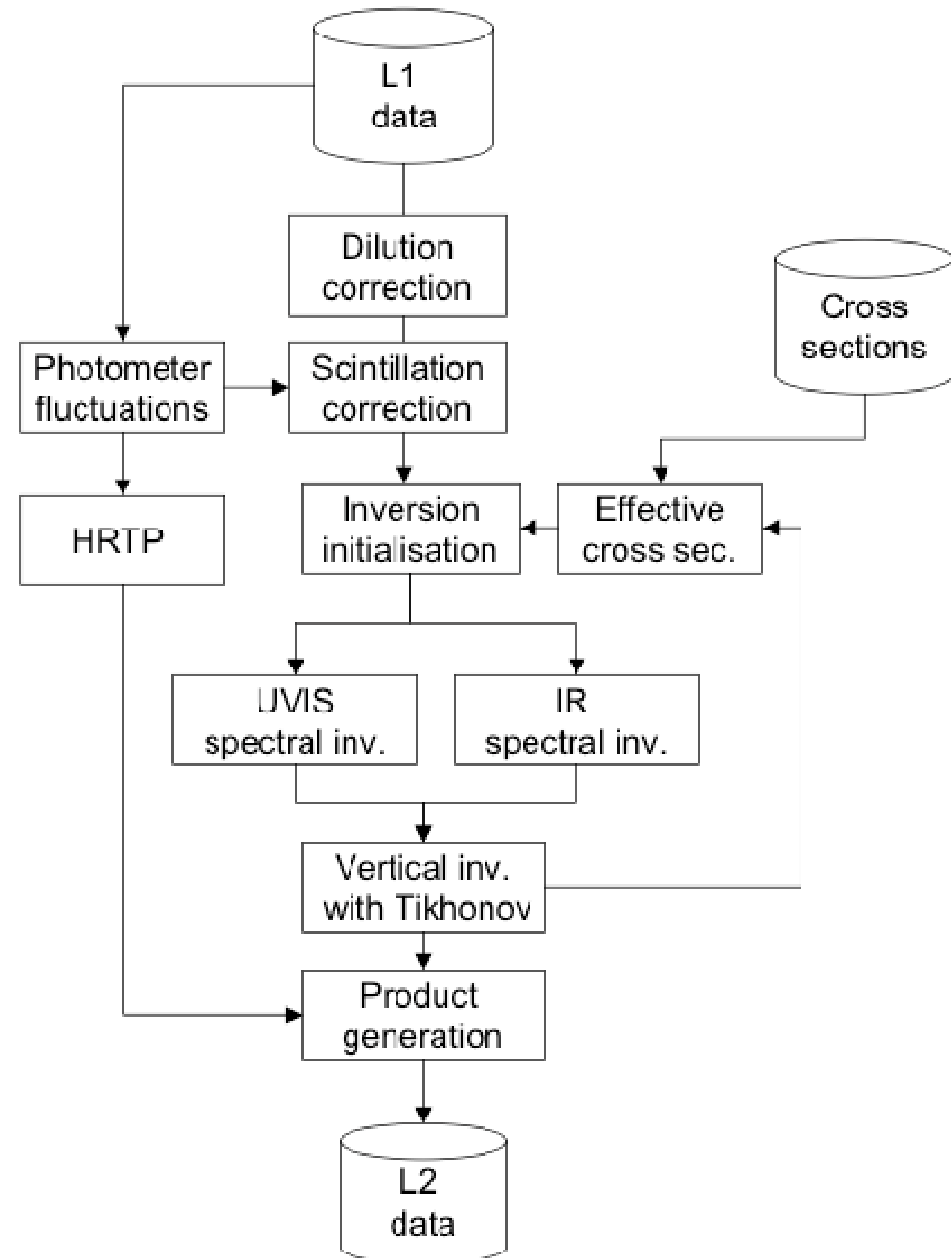 L1
data
Dilution
correction
Cross
sections
Photometer
fluctuations
Scintillation
correction
HRTP
Inversion
initialisation
Effective
cross sec.
UVIS
spectral inv.
IR
spectral inv.
Vertical inv.
with Tikhonov
Product
generation
L2
data